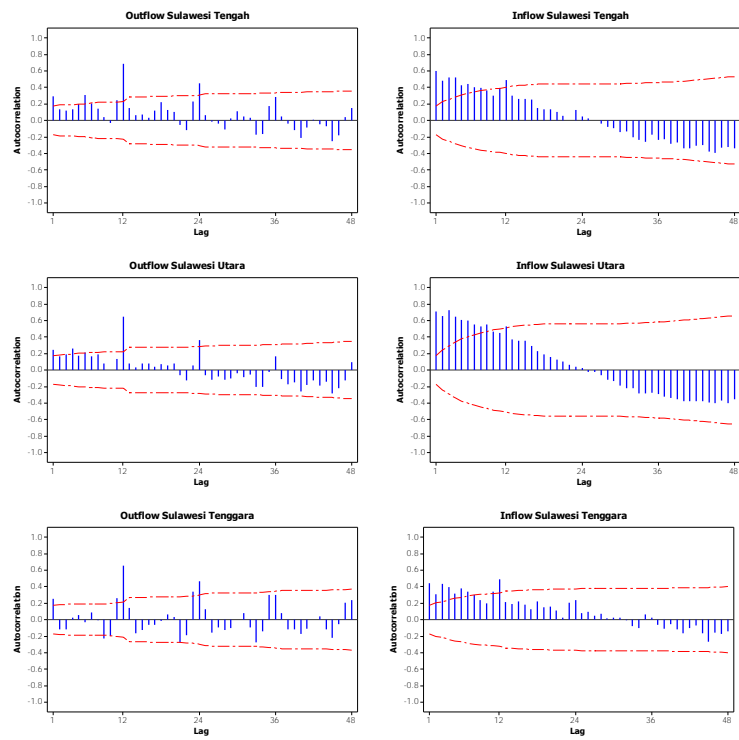 Outflow Sulawesi Tengah
1.0
0.8
0.6
0.4
0.2
0.0
-0.2
-0.4
-0.6
-0.8
-1.0
Autocorrelation
1 12 24 36 48
Lag
Inflow Sulawesi Tengah
1.0
0.8
0.6
0.4
0.2
0.0
-0.2
-0.4
-0.6
-0.8
-1.0
Autocorrelation
1 12 24 36 48
Lag
Outflow Sulawesi Utara
1.0
0.8
0.6
0.4
0.2
0.0
-0.2
-0.4
-0.6
-0.8
-1.0
Autocorrelation
1 12 24 36 48
Lag
Inflow Sulawesi Utara
1.0
0.8
0.6
0.4
0.2
0.0
-0.2
-0.4
-0.6
-0.8
-1.0
Autocorrelation
1 12 24 36 48
Lag
Outflow Sulawesi Tenggara
1.0
0.8
0.6
0.4
0.2
0.0
-0.2
-0.4
-0.6
-0.8
-1.0
Autocorrelation
1 12 24 36 48
Lag
Inflow Sulawesi Tenggara
1.0
0.8
0.6
0.4
0.2
0.0
-0.2
-0.4
-0.6
-0.8
-1.0
Autocorrelation
1 12 24 36 48
Lag